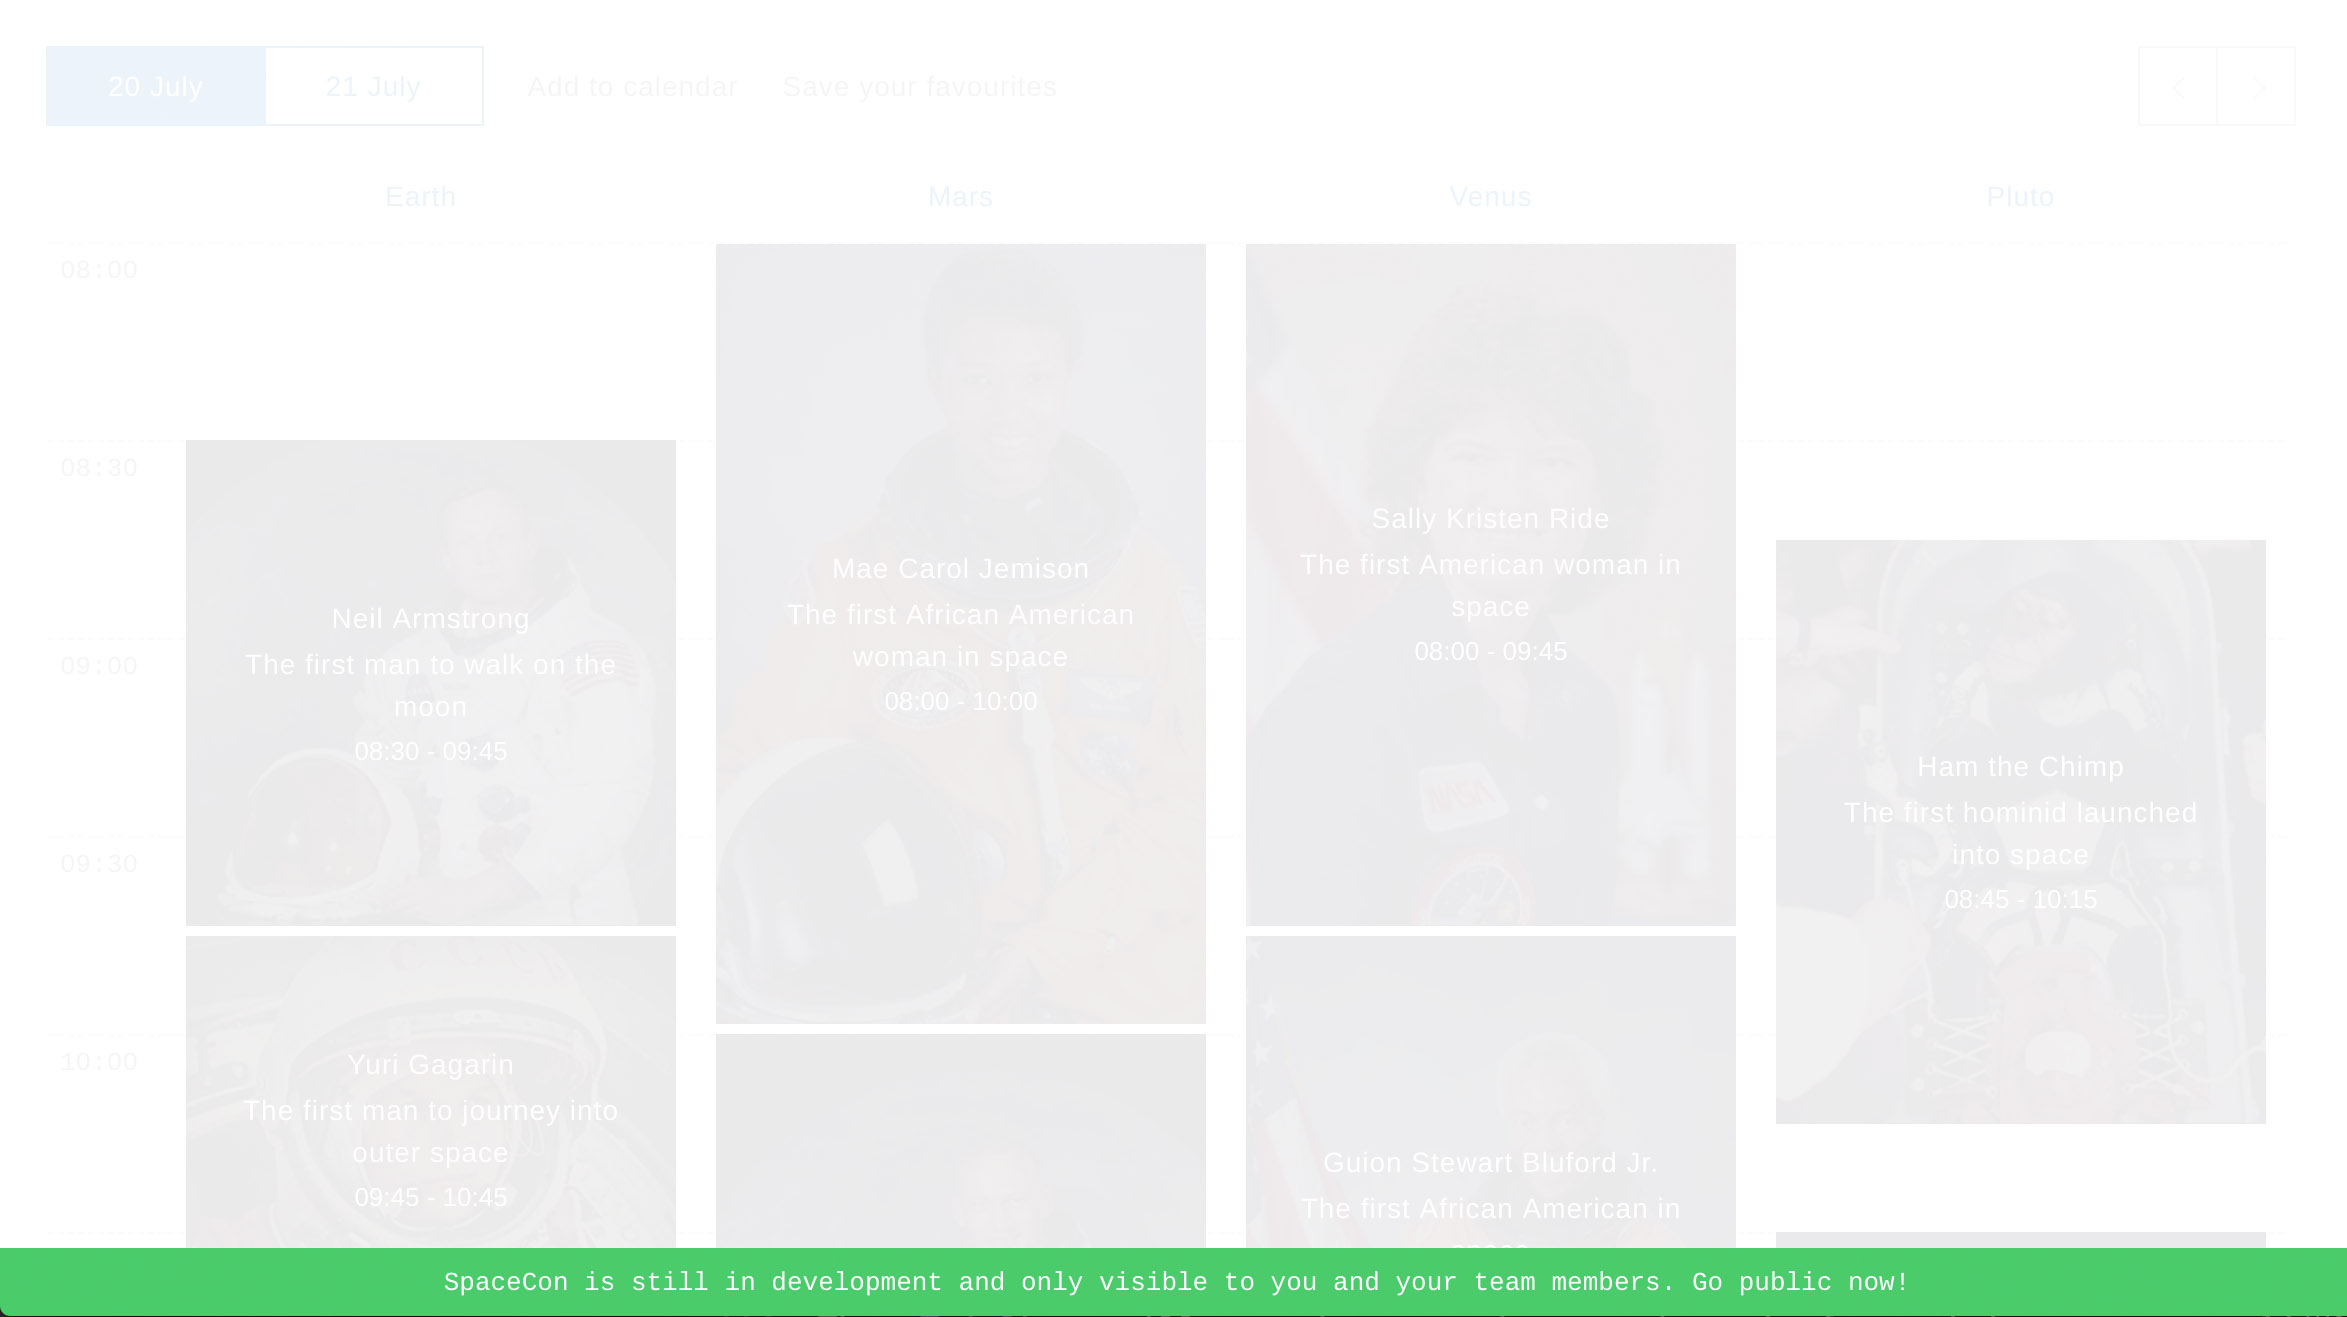 20 July
21 July
Add to calendar
Save your favourites
Earth
Mars
Venus
Pluto
08:00
08:30
09:00
09:30
10:00
Neil Armstrong
The first man to walk on the
moon
08:30 - 09:45
Yuri Gagarin
The first man to journey into
outer space
09:45 - 10:45
Mae Carol Jemison
The first African American
woman in space
08:00 - 10:00
Sally Kristen Ride
The first American woman in
space
08:00 - 09:45
NASA
Guion Stewart Bluford Jr.
The first African American in
space
Ham the Chimp
The first hominid launched
into space
08:45 - 10:15
SpaceCon is still in development and only visible to you and your team members. Go public now!